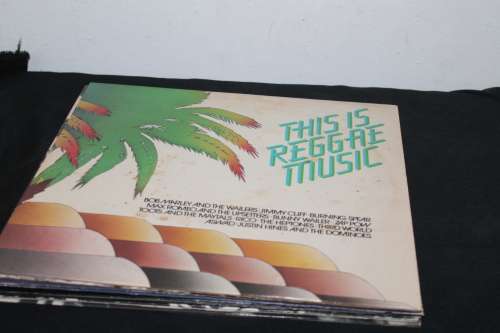 THIS IS
REGGAE
MUSIC
BOB MARLEY AND THE WAILERS · JIMMY CLIFF · BURNING SPEAR
MAX ROMEO AND THE UPSETTERS · BUNNY WAILER · ZAP POW
TOOTS AND THE MAYTALS · RICO · THE HEPTONES · THIRD WORLD
ASWAD · JUSTIN HINES AND THE DOMINOES